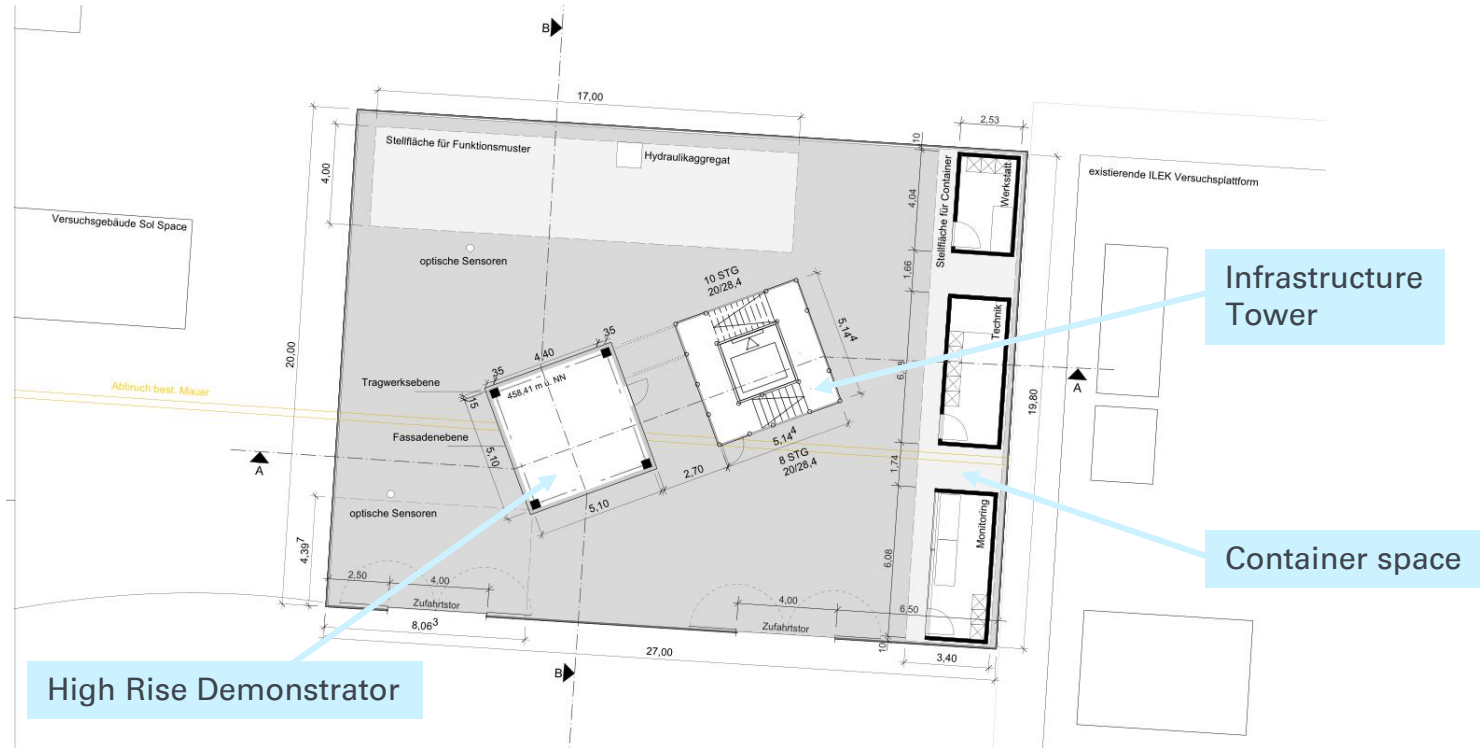 B
17,00
2,53
10
Stellfläche für Funktionsmuster
Hydraulikaggregat
4,00
4,04
Stellfläche für Container
Werkstatt
existierende ILEK Versuchsplattform
Versuchsgebäude Sol Space
optische Sensoren
1,66
10 STG
20/28,4
Infrastructure
Tower
5,14⁴
Technik
20,00
35
4,40
35
Tragwerksebene
458,41 m ü. NN
Abbruch best. Mauer
15
A
19,80
Fassadenebene
5,10
5,14⁴
8 STG
20/28,4
1,74
A
2,70
5,10
optische Sensoren
Monitoring
4,39⁷
6,08
Container space
2,50
4,00
4,00
6,50
Zufahrtstor
Zufahrtstor
8,06³
10
27,00
3,40
B
High Rise Demonstrator